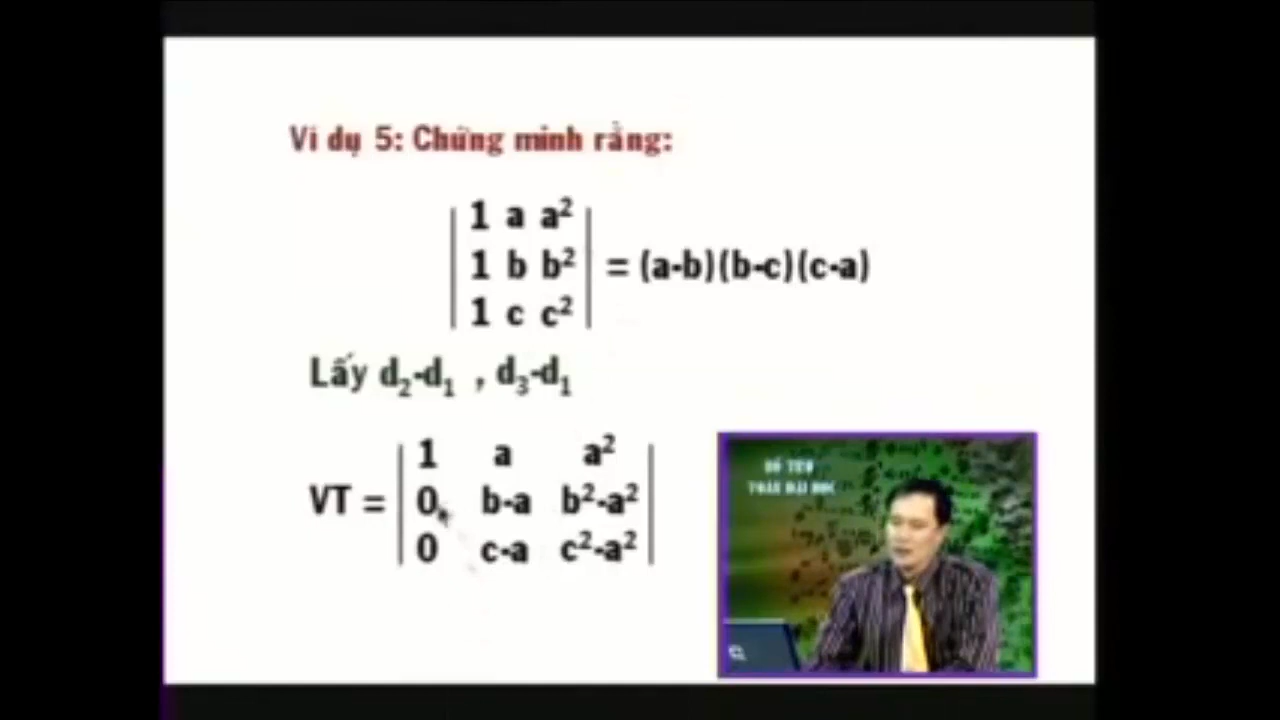 Ví dụ 5: Chứng minh rằng:
1 a a²
1 b b² = (a-b)(b-c)(c-a)
1 c c²
Lấy d₂-d₁ , d₃-d₁
1 a a²
VT = 0 b-a b²-a²
0 c-a c²-a²